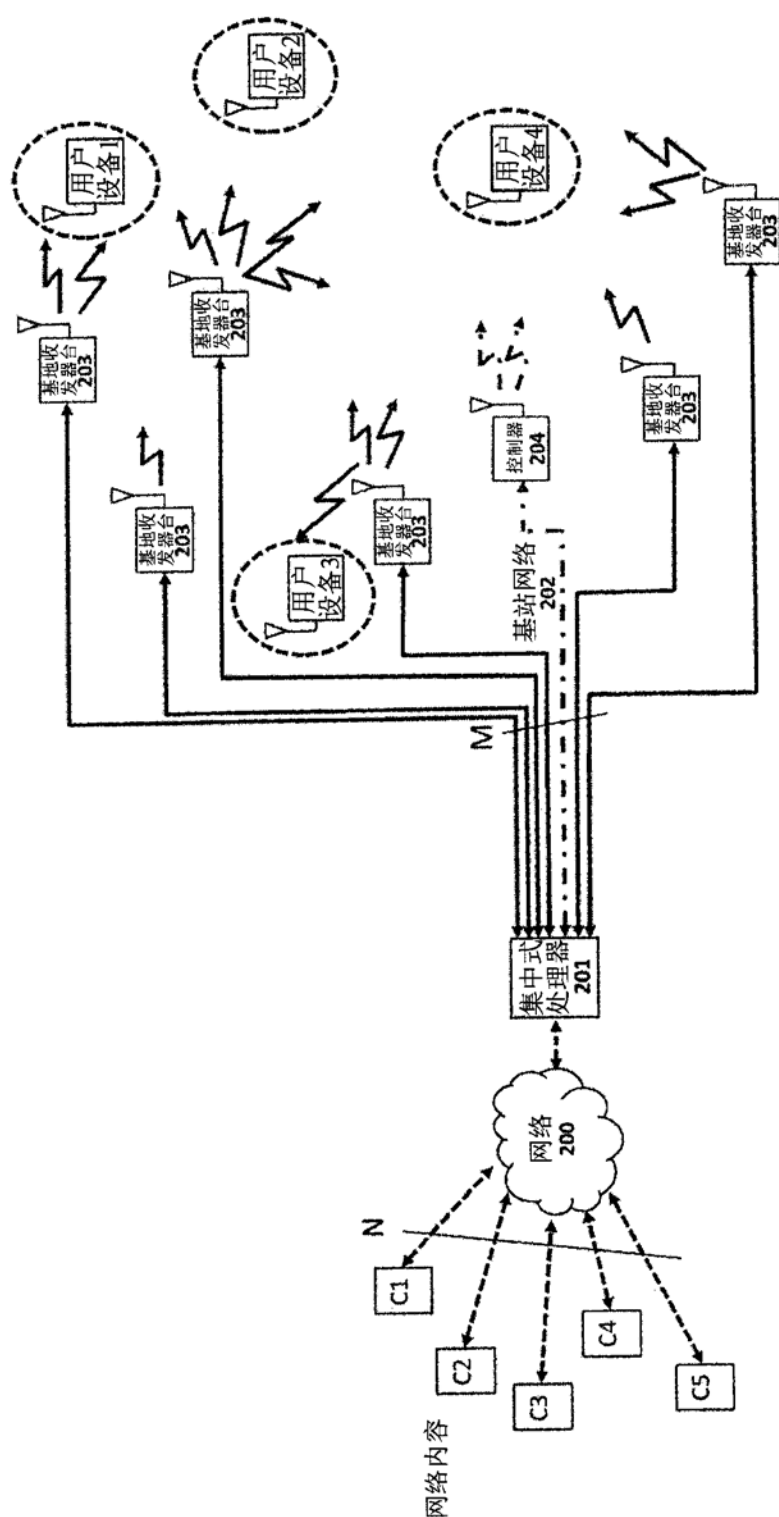 网络内容
C1
C2
C3
C4
C5
N
网络
200
集中式
处理器
201
M
基站网络
202
基地收
发器台
203
基地收
发器台
203
基地收
发器台
203
基地收
发器台
203
控制器
204
基地收
发器台
203
基地收
发器台
203
用户
设备1
用户
设备2
用户
设备3
用户
设备4